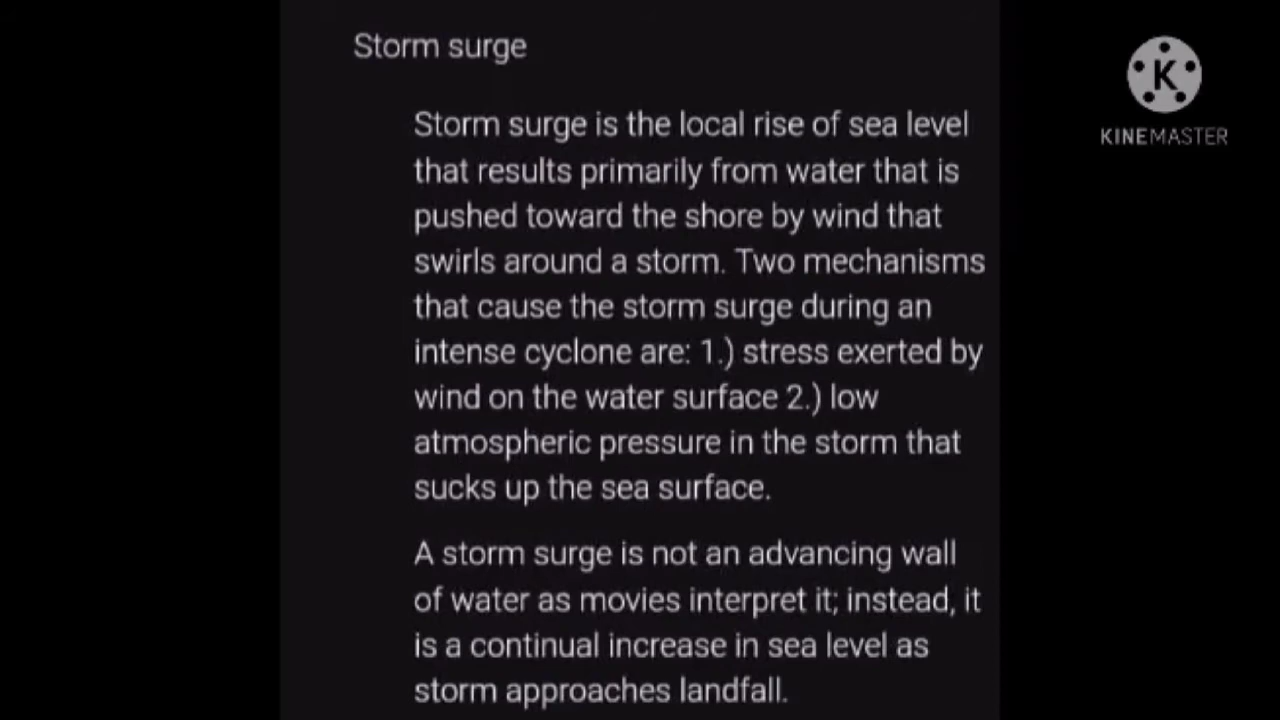 Storm surge
Storm surge is the local rise of sea level
that results primarily from water that is
pushed toward the shore by wind that
swirls around a storm. Two mechanisms
that cause the storm surge during an
intense cyclone are: 1.) stress exerted by
wind on the water surface 2.) low
atmospheric pressure in the storm that
sucks up the sea surface.
A storm surge is not an advancing wall
of water as movies interpret it; instead, it
is a continual increase in sea level as
storm approaches landfall.
K
KINEMASTER